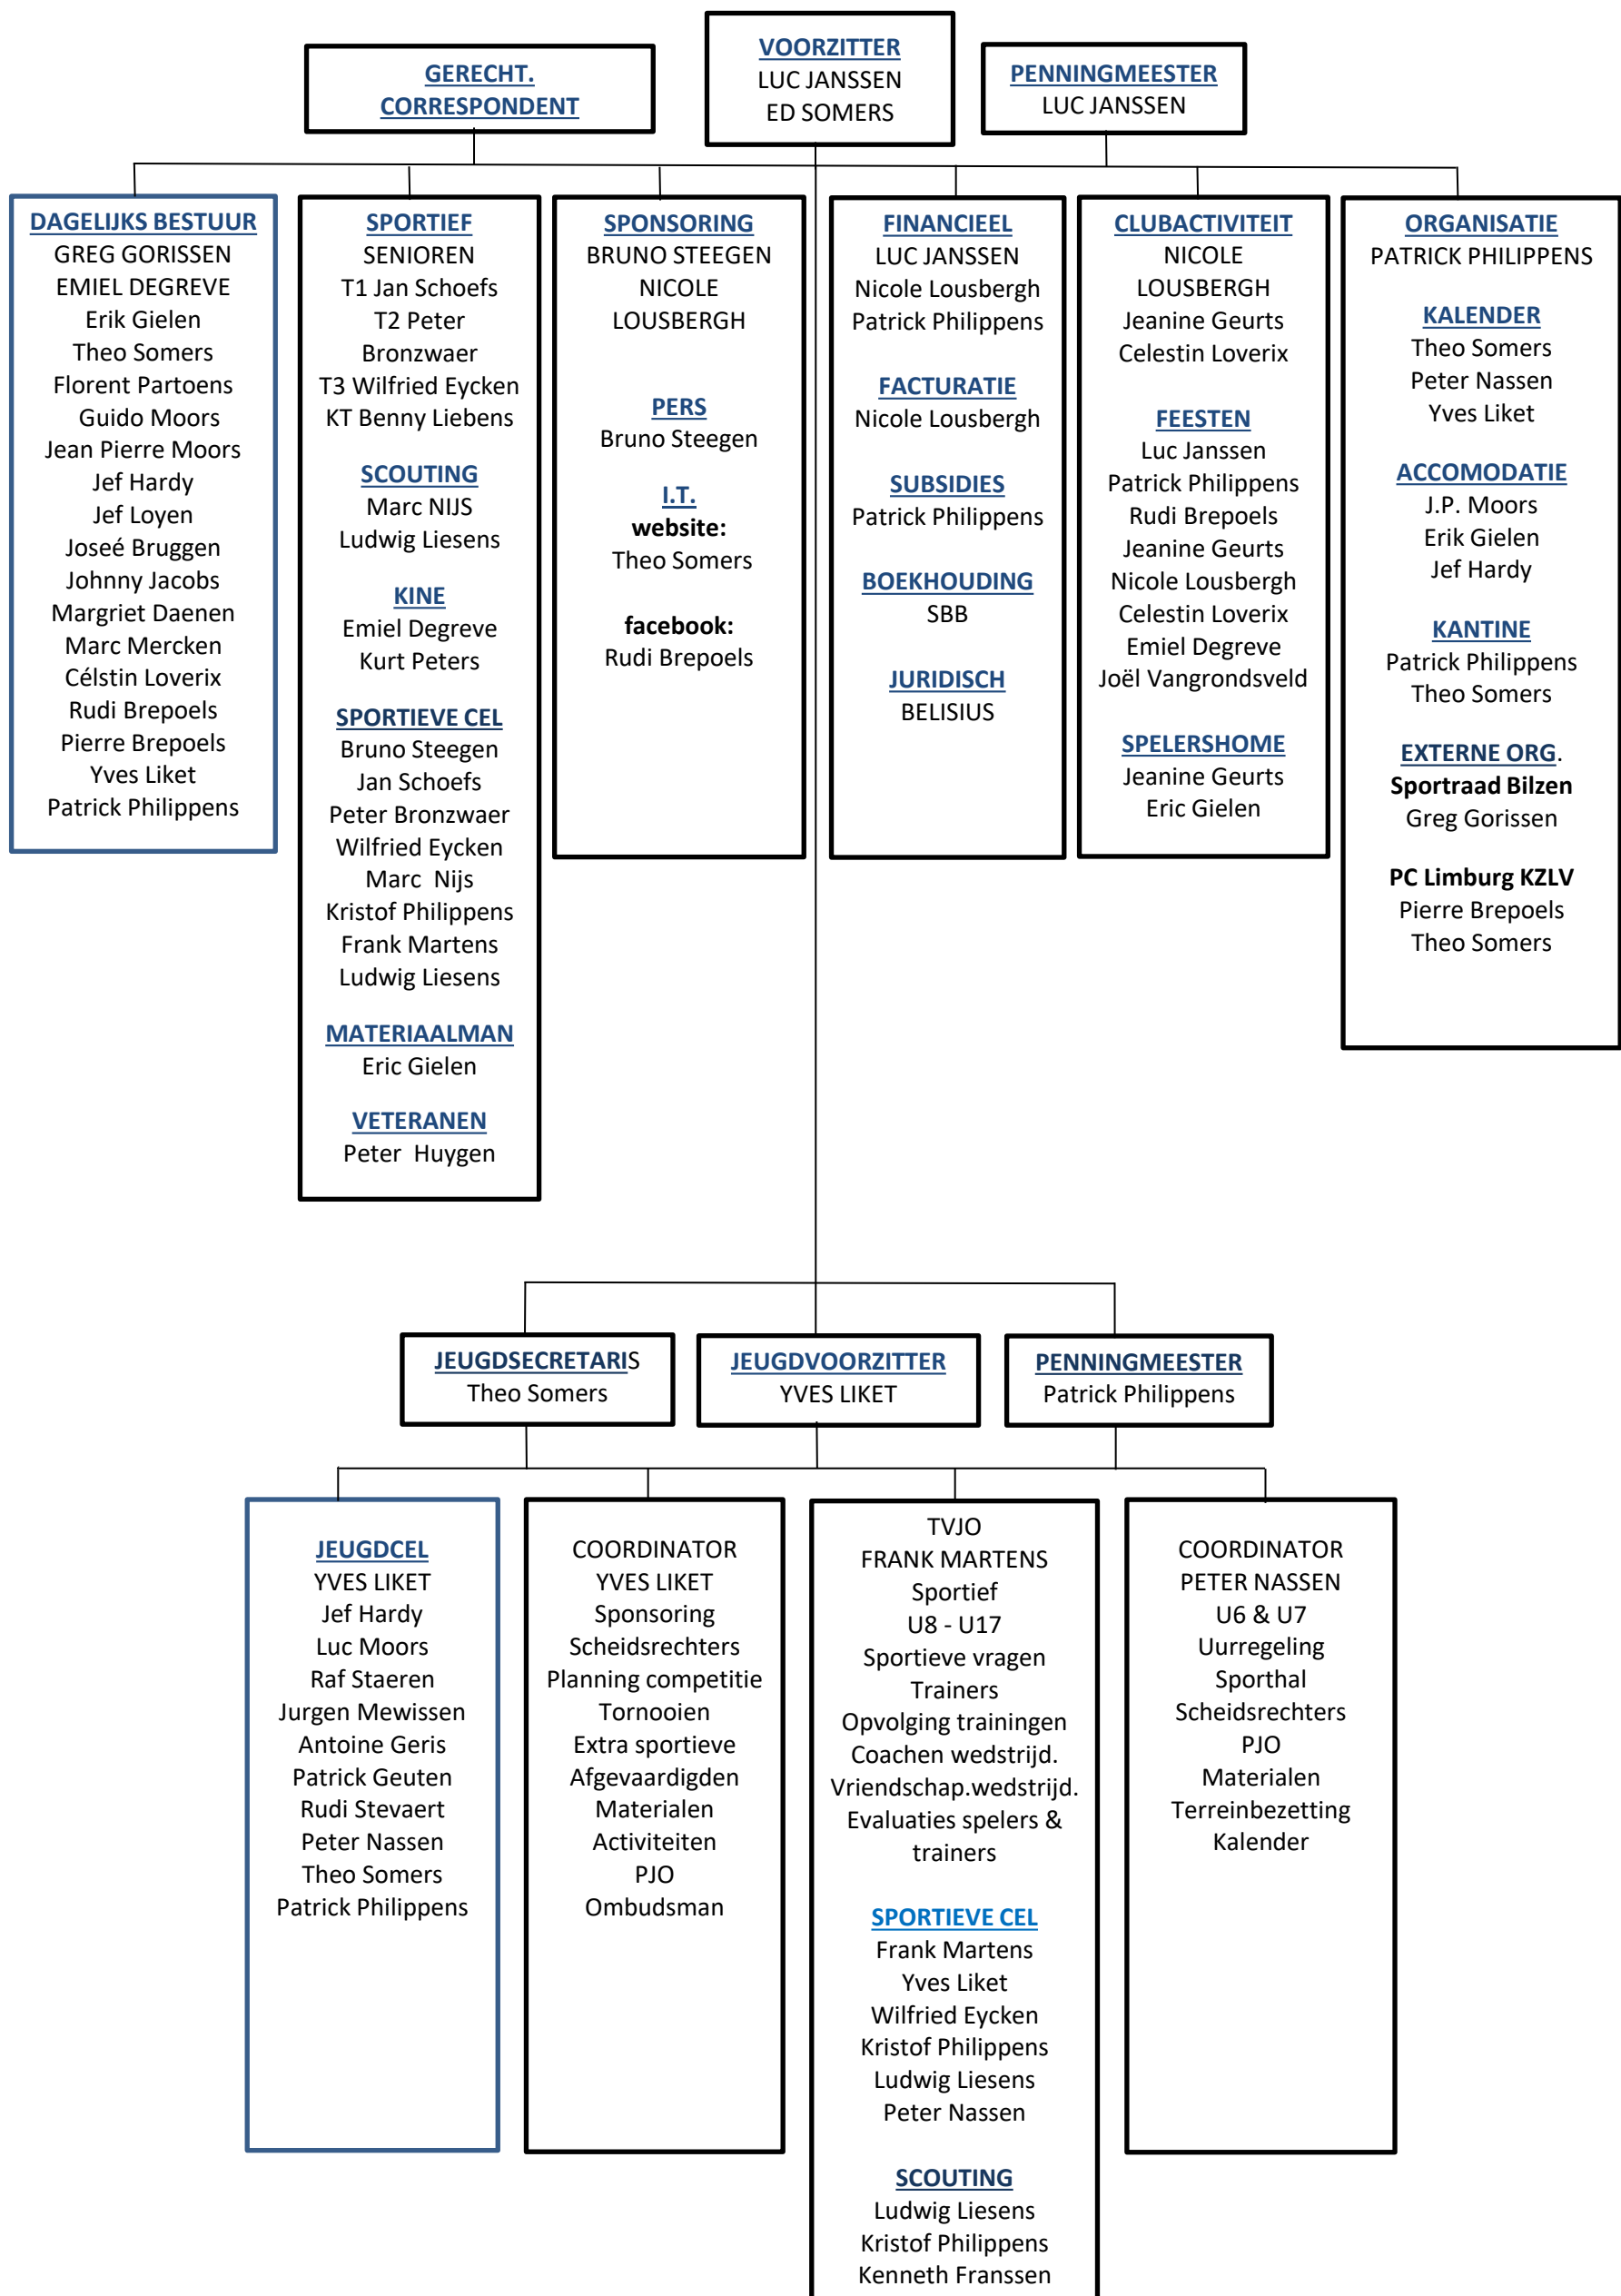 VOORZITTER
LUC JANSSEN
ED SOMERS
GERECHT.
CORRESPONDENT
PENNINGMEESTER
LUC JANSSEN
DAGELIJKS BESTUUR
GREG GORISSEN
EMIEL DEGREVE
Erik Gielen
Theo Somers
Florent Partoens
Guido Moors
Jean Pierre Moors
Jef Hardy
Jef Loyen
Joseé Bruggen
Johnny Jacobs
Margriet Daenen
Marc Mercken
Célstin Loverix
Rudi Brepoels
Pierre Brepoels
Yves Liket
Patrick Philippens
SPORTIEF
SENIOREN
T1 Jan Schoefs
T2 Peter
Bronzwaer
T3 Wilfried Eycken
KT Benny Liebens
SCOUTING
Marc NIJS
Ludwig Liesens
KINE
Emiel Degreve
Kurt Peters
SPORTIEVE CEL
Bruno Steegen
Jan Schoefs
Peter Bronzwaer
Wilfried Eycken
Marc  Nijs
Kristof Philippens
Frank Martens
Ludwig Liesens
MATERIAALMAN
Eric Gielen
VETERANEN
Peter  Huygen
SPONSORING
BRUNO STEEGEN
NICOLE
LOUSBERGH
PERS
Bruno Steegen
I.T.
website:
Theo Somers
facebook:
Rudi Brepoels
FINANCIEEL
LUC JANSSEN
Nicole Lousbergh
Patrick Philippens
FACTURATIE
Nicole Lousbergh
SUBSIDIES
Patrick Philippens
BOEKHOUDING
SBB
JURIDISCH
BELISIUS
CLUBACTIVITEIT
NICOLE
LOUSBERGH
Jeanine Geurts
Celestin Loverix
FEESTEN
Luc Janssen
Patrick Philippens
Rudi Brepoels
Jeanine Geurts
Nicole Lousbergh
Celestin Loverix
Emiel Degreve
Joël Vangrondsveld
SPELERSHOME
Jeanine Geurts
Eric Gielen
ORGANISATIE
PATRICK PHILIPPENS
KALENDER
Theo Somers
Peter Nassen
Yves Liket
ACCOMODATIE
J.P. Moors
Erik Gielen
Jef Hardy
KANTINE
Patrick Philippens
Theo Somers
EXTERNE ORG.
Sportraad Bilzen
Greg Gorissen
PC Limburg KZLV
Pierre Brepoels
Theo Somers
JEUGDSECRETARIS
Theo Somers
JEUGDVOORZITTER
YVES LIKET
PENNINGMEESTER
Patrick Philippens
JEUGDCEL
YVES LIKET
Jef Hardy
Luc Moors
Raf Staeren
Jurgen Mewissen
Antoine Geris
Patrick Geuten
Rudi Stevaert
Peter Nassen
Theo Somers
Patrick Philippens
COORDINATOR
YVES LIKET
Sponsoring
Scheidsrechters
Planning competitie
Tornooien
Extra sportieve
Afgevaardigden
Materialen
Activiteiten
PJO
Ombudsman
TVJO
FRANK MARTENS
Sportief
U8 - U17
Sportieve vragen
Trainers
Opvolging trainingen
Coachen wedstrijd.
Vriendschap.wedstrijd.
Evaluaties spelers &
trainers
SPORTIEVE CEL
Frank Martens
Yves Liket
Wilfried Eycken
Kristof Philippens
Ludwig Liesens
Peter Nassen
SCOUTING
Ludwig Liesens
Kristof Philippens
Kenneth Franssen
COORDINATOR
PETER NASSEN
U6 & U7
Uurregeling
Sporthal
Scheidsrechters
PJO
Materialen
Terreinbezetting
Kalender